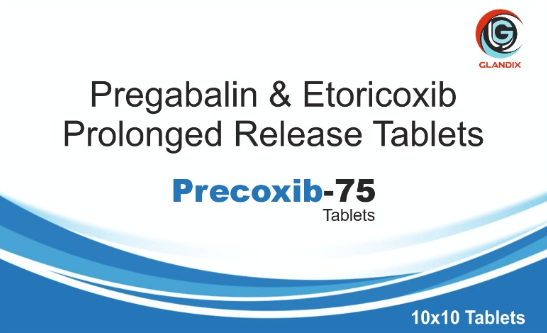 GLANDIX
Pregabalin & Etoricoxib
Prolonged Release Tablets
Precoxib-75
Tablets
10x10 Tablets